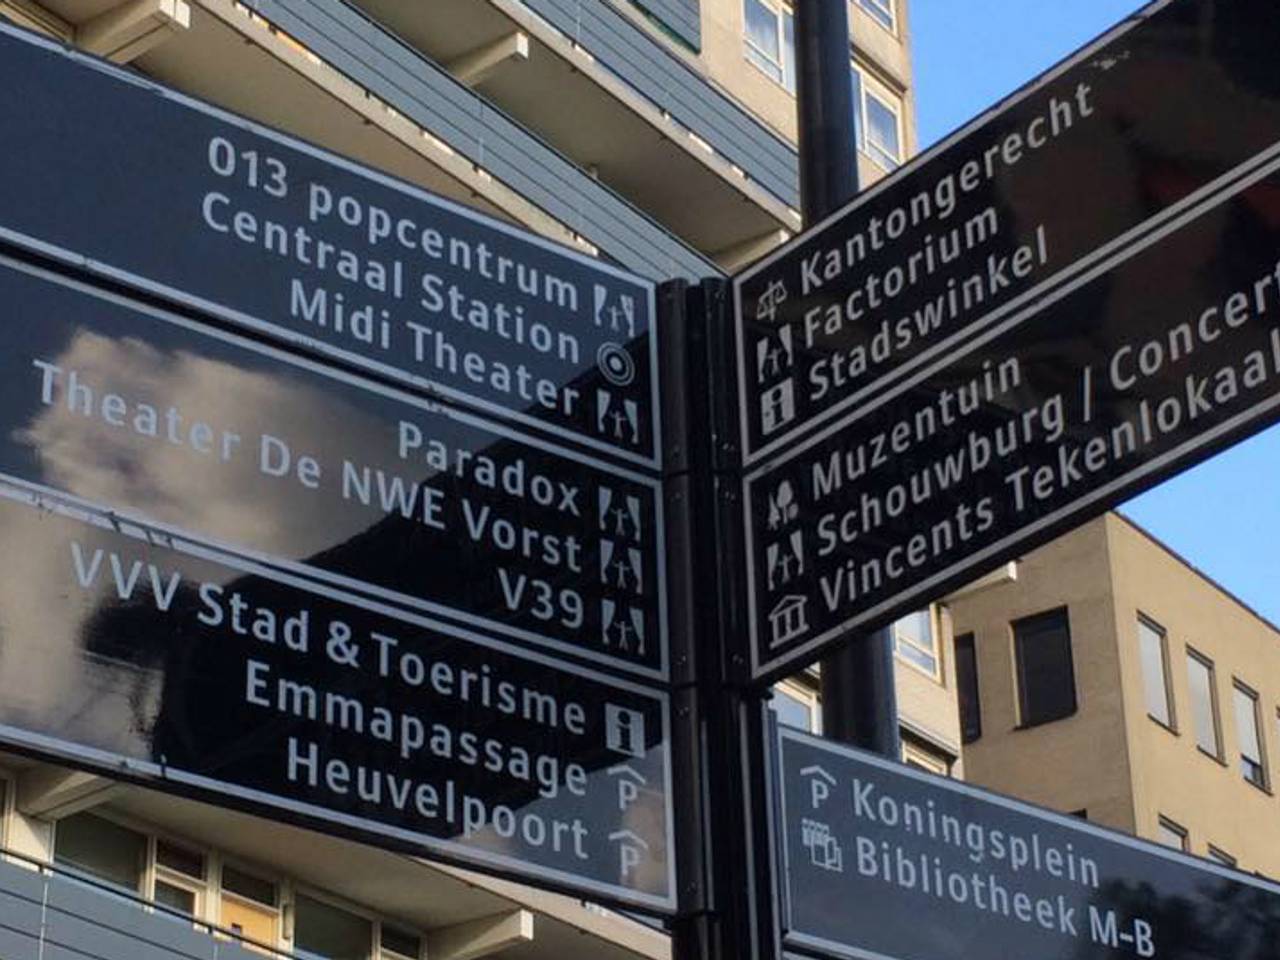 013 popcentrum
Centraal Station
Midi Theater
Paradox
Theater De NWE Vorst
V39
VVV Stad & Toerisme
Emmapassage
Heuvelpoort
Kantongerecht
Factorium
Stadswinkel
Muzentuin
Schouwburg / Concert
Vincents Tekenlokaal
P Koningsplein
Bibliotheek M-B